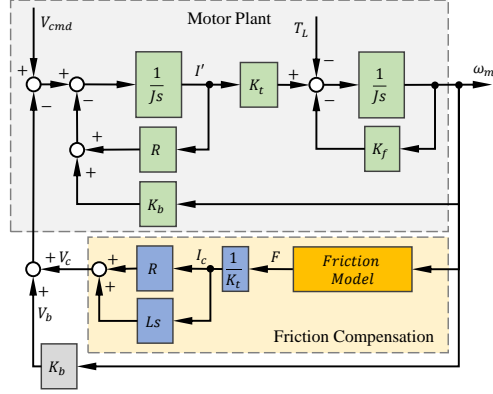 Motor Plant
V_cmd
T_L
+
+
−
+
−
1/Js
I′
K_t
+
−
−
1/Js
ω_m
+
R
K_f
+
K_b
+ V_c
+
+
R
I_c
1/K_t
F
Friction
Model
+
V_b
Ls
Friction Compensation
K_b